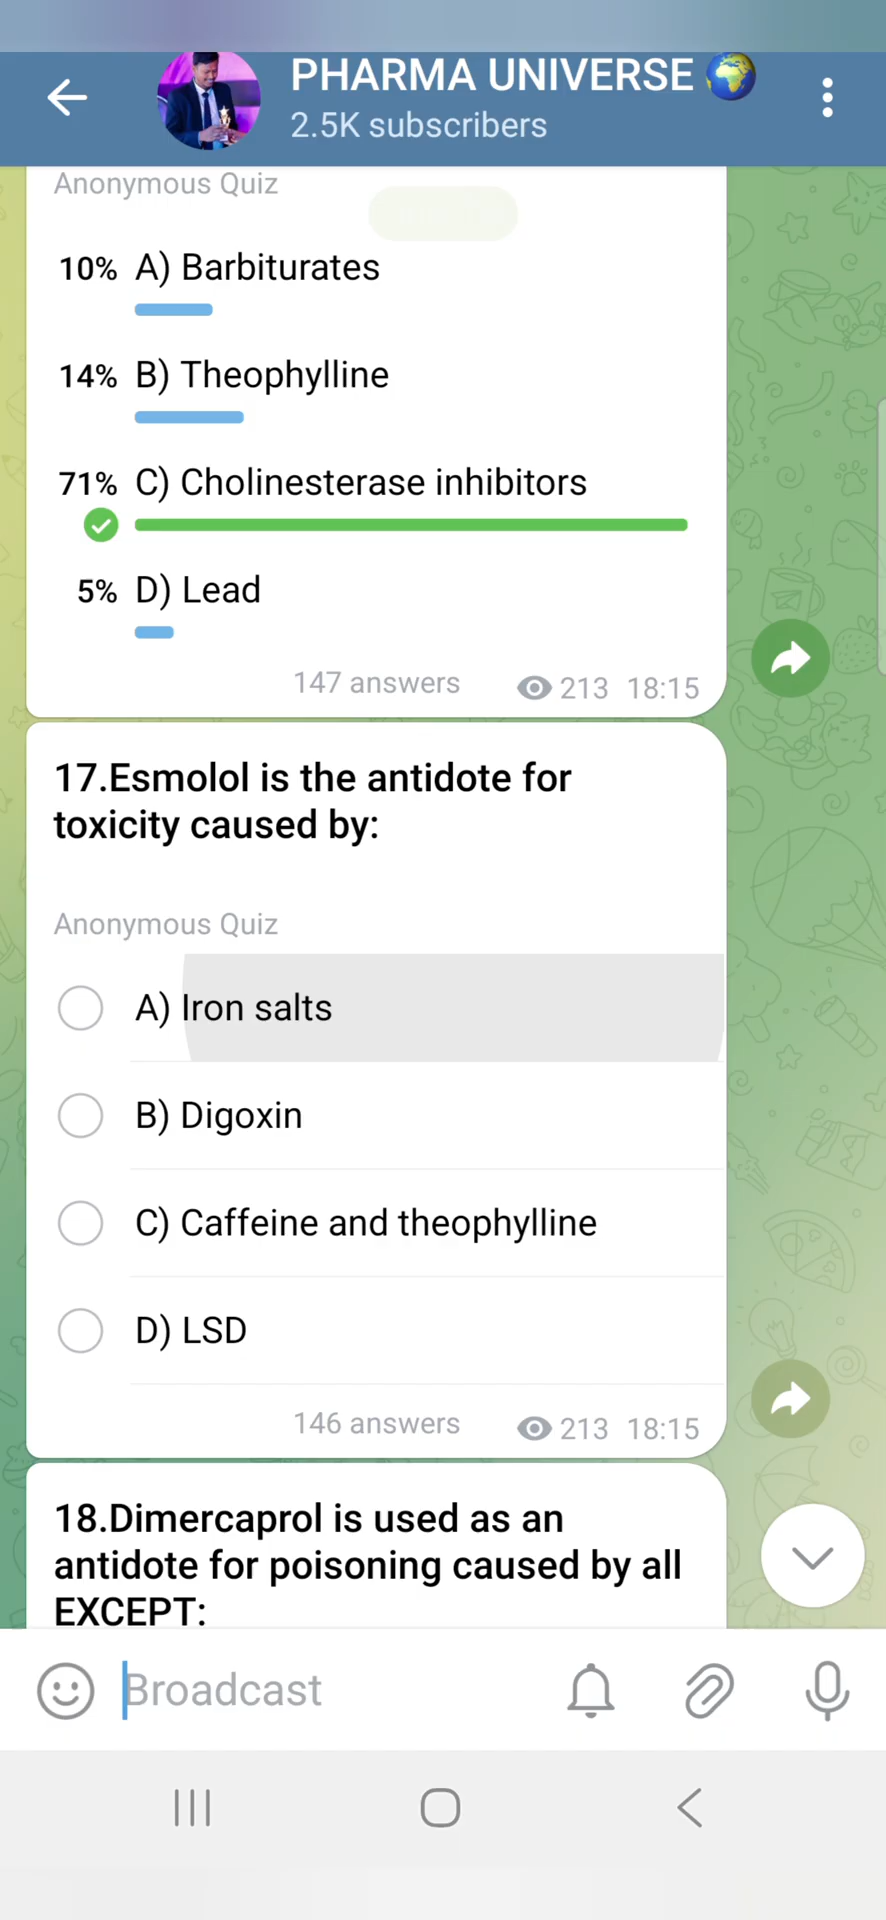 PHARMA UNIVERSE
2.5K subscribers
Anonymous Quiz
10% A) Barbiturates
14% B) Theophylline
71% C) Cholinesterase inhibitors
5% D) Lead
147 answers 213 18:15
17.Esmolol is the antidote for
toxicity caused by:
Anonymous Quiz
A) Iron salts
B) Digoxin
C) Caffeine and theophylline
D) LSD
146 answers 213 18:15
18.Dimercaprol is used as an
antidote for poisoning caused by all
EXCEPT:
Broadcast